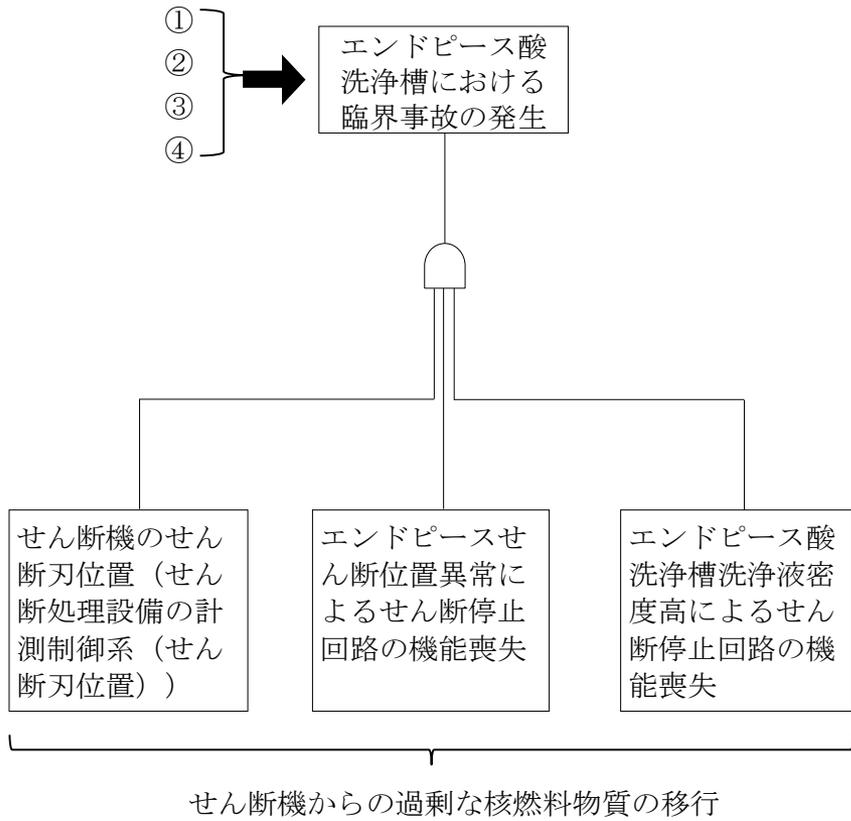 ①
②
③
④
エンドピース酸
洗浄槽における
臨界事故の発生
せん断機のせん
断刃位置（せん
断処理設備の計
測制御系（せん
断刃位置））
エンドピースせ
ん断位置異常に
よるせん断停止
回路の機能喪失
エンドピース酸
洗浄槽洗浄液密
度高によるせん
断停止回路の機
能喪失
せん断機からの過剰な核燃料物質の移行